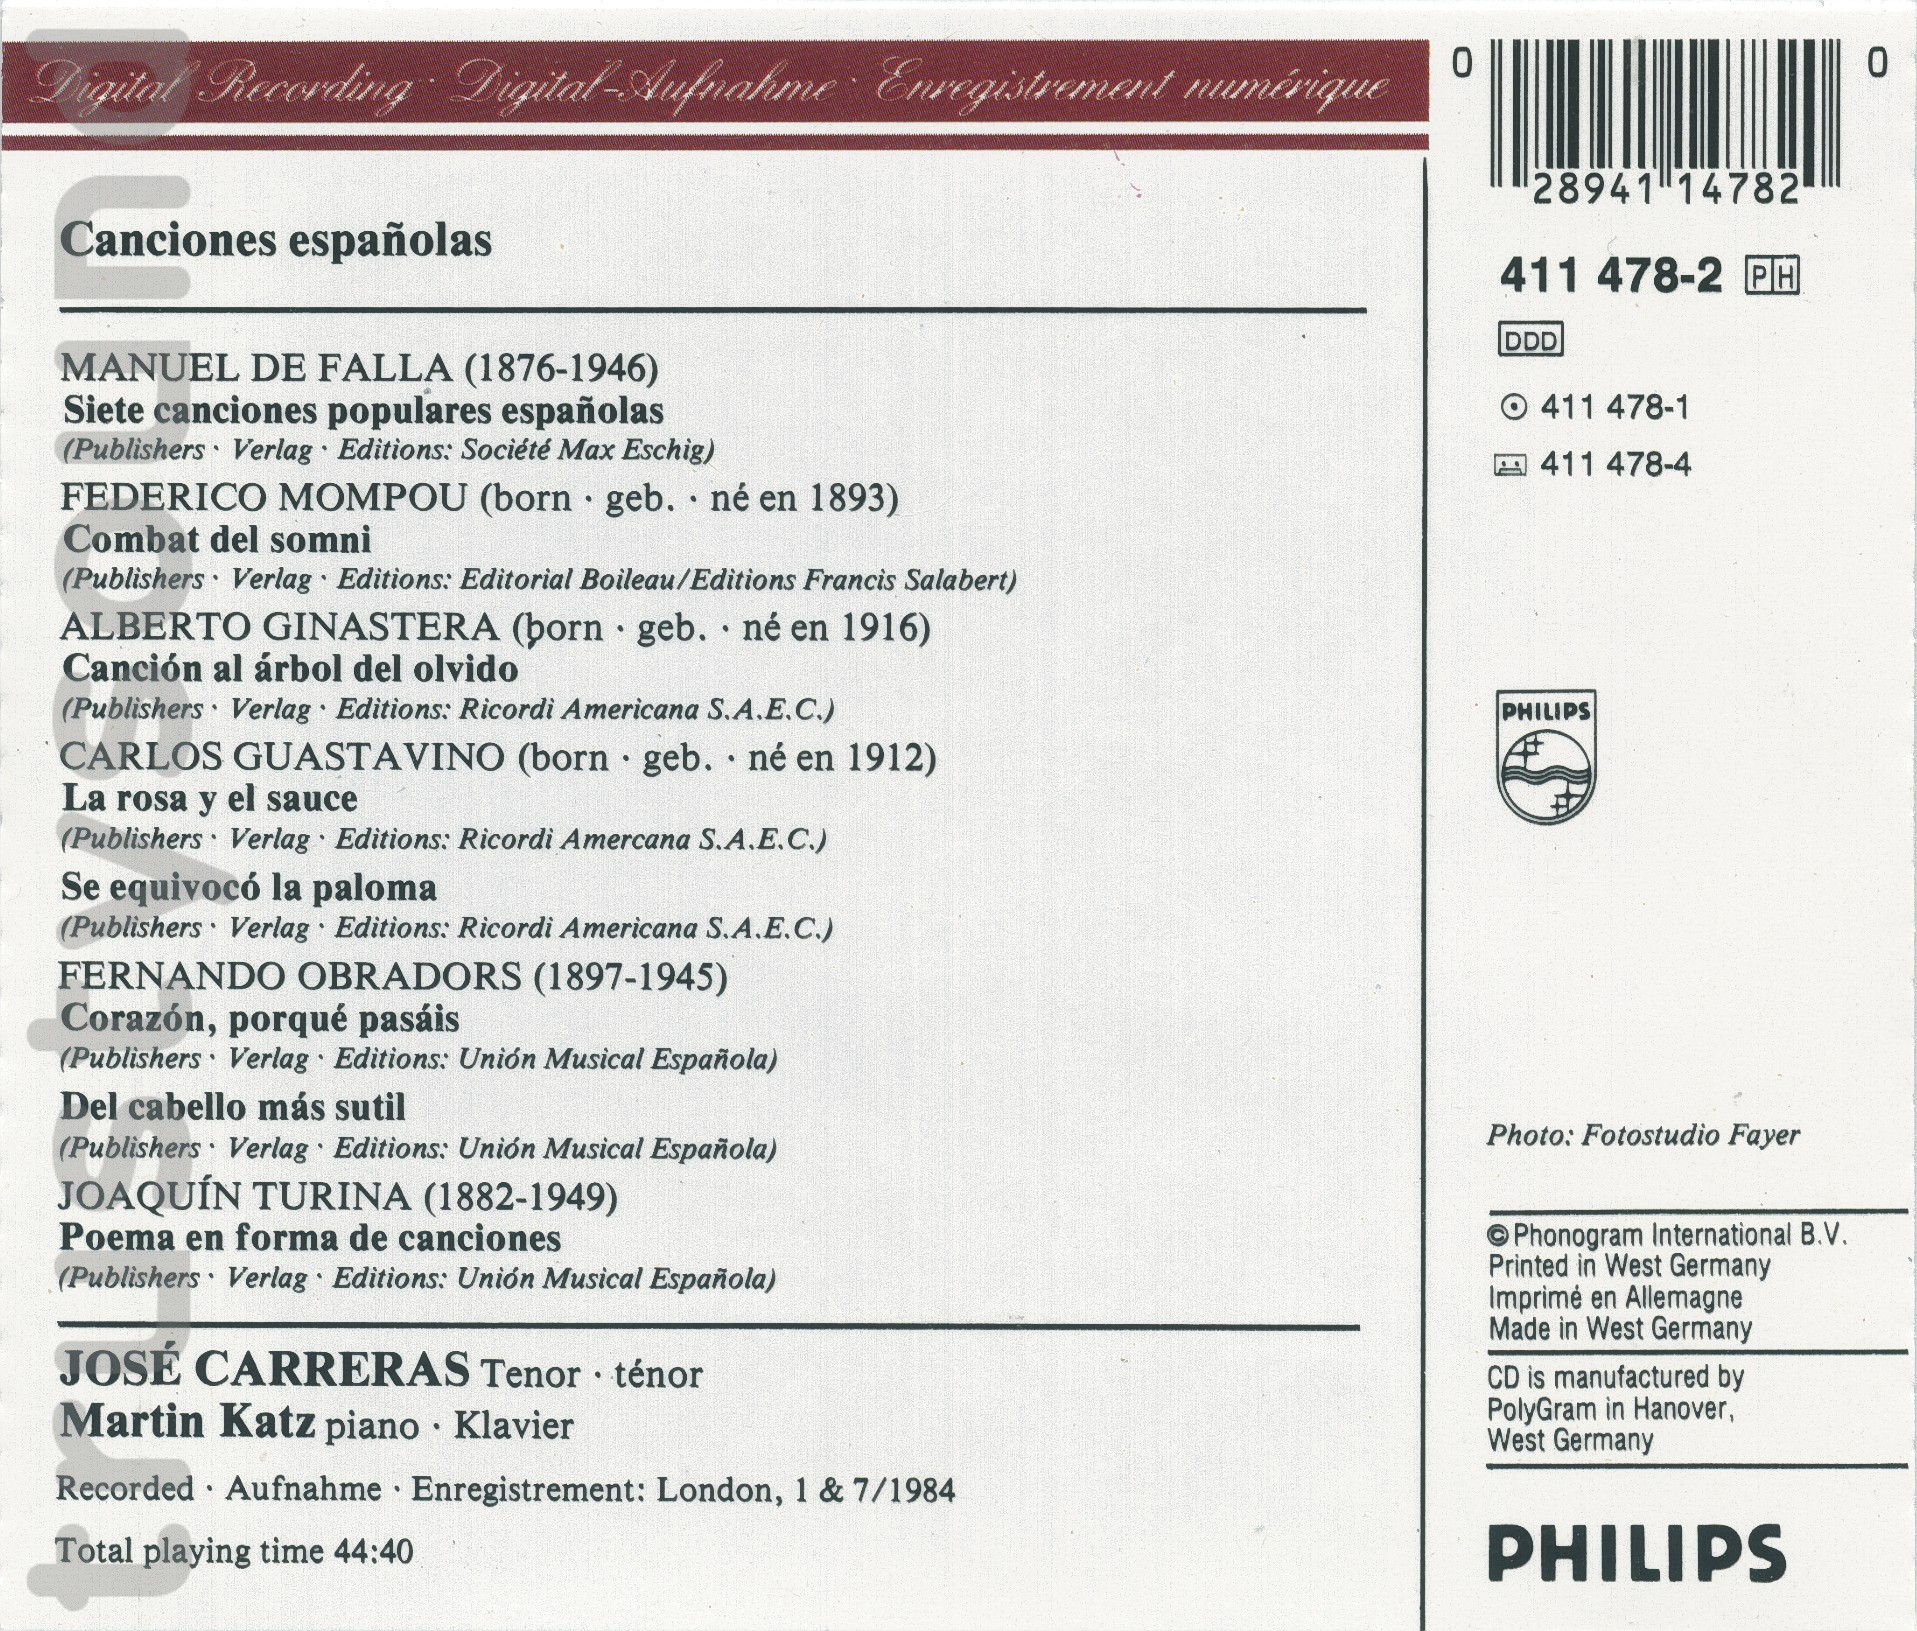 Digital Recording · Digital-Aufnahme · Enregistrement numérique
Canciones españolas
MANUEL DE FALLA (1876-1946)
Siete canciones populares españolas
(Publishers · Verlag · Editions: Société Max Eschig)
FEDERICO MOMPOU (born · geb. · né en 1893)
Combat del somni
(Publishers · Verlag · Editions: Editorial Boileau/Editions Francis Salabert)
ALBERTO GINASTERA (born · geb. · né en 1916)
Canción al árbol del olvido
(Publishers · Verlag · Editions: Ricordi Americana S.A.E.C.)
CARLOS GUASTAVINO (born · geb. · né en 1912)
La rosa y el sauce
(Publishers · Verlag · Editions: Ricordi Amercana S.A.E.C.)
Se equivocó la paloma
(Publishers · Verlag · Editions: Ricordi Americana S.A.E.C.)
FERNANDO OBRADORS (1897-1945)
Corazón, porqué pasáis
(Publishers · Verlag · Editions: Unión Musical Española)
Del cabello más sutil
(Publishers · Verlag · Editions: Unión Musical Española)
JOAQUÍN TURINA (1882-1949)
Poema en forma de canciones
(Publishers · Verlag · Editions: Unión Musical Española)
JOSÉ CARRERAS Tenor · ténor
Martin Katz piano · Klavier
Recorded · Aufnahme · Enregistrement: London, 1 & 7/1984
Total playing time 44:40
0 28941 14782 0
411 478-2 PH
DDD
411 478-1
411 478-4
PHILIPS
Photo: Fotostudio Fayer
© Phonogram International B.V.
Printed in West Germany
Imprimé en Allemagne
Made in West Germany
CD is manufactured by
PolyGram in Hanover,
West Germany
PHILIPS
trustysound